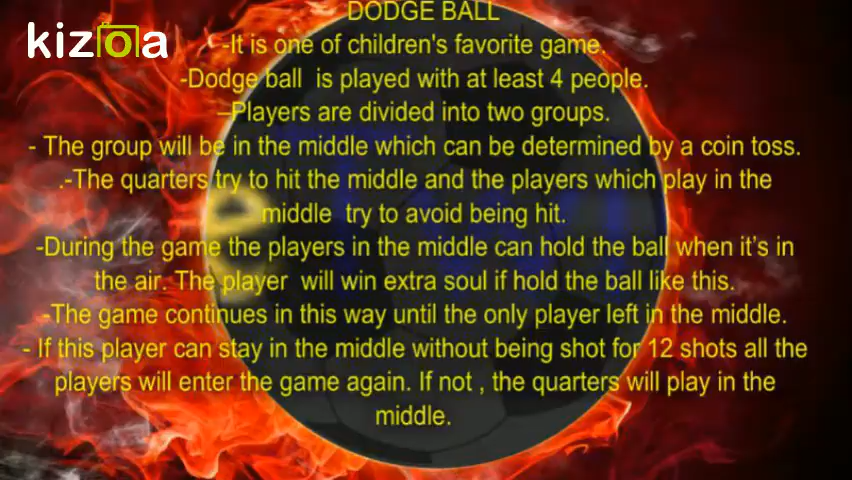 DODGE BALL
kizoa
-It is one of children's favorite game.
-Dodge ball is played with at least 4 people.
–Players are divided into two groups.
- The group will be in the middle which can be determined by a coin toss.
.-The quarters try to hit the middle and the players which play in the
middle try to avoid being hit.
-During the game the players in the middle can hold the ball when it’s in
the air. The player will win extra soul if hold the ball like this.
-The game continues in this way until the only player left in the middle.
- If this player can stay in the middle without being shot for 12 shots all the
players will enter the game again. If not , the quarters will play in the
middle.